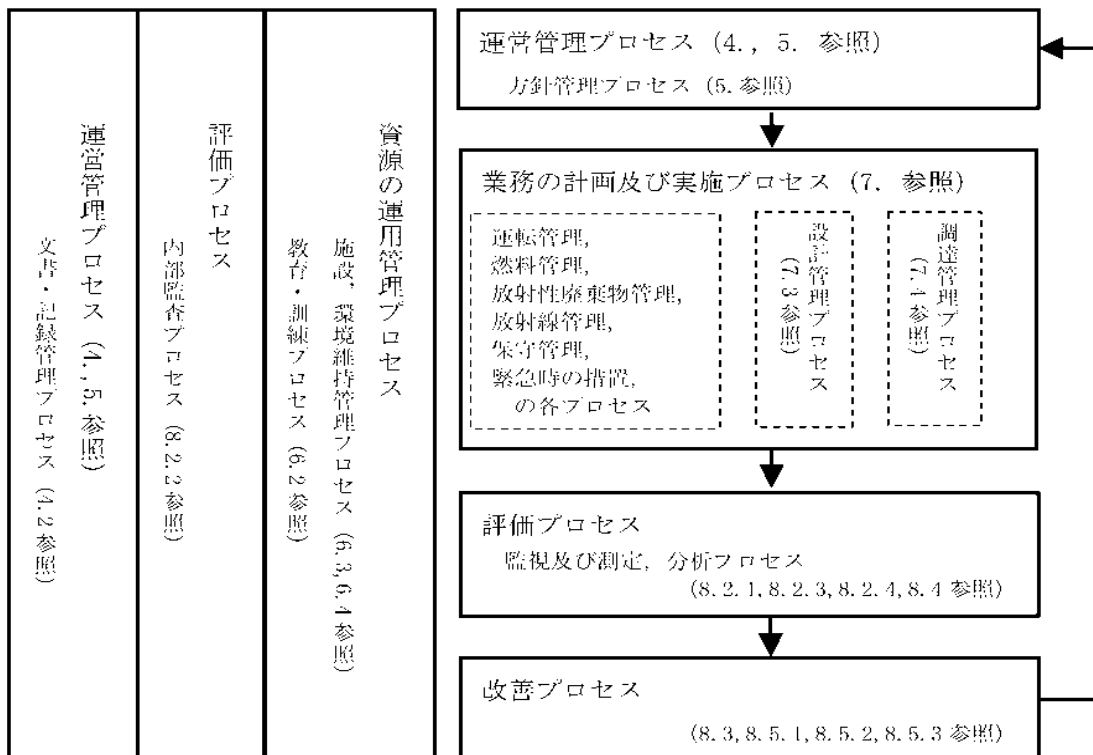 運営管理プロセス (4., 5. 参照)
文書・記録管理プロセス (4.2参照)
評価プロセス
内部監査プロセス (8.2.2参照)
資源の運用管理プロセス
施設, 環境維持管理プロセス (6.3,6.4参照)
教育・訓練プロセス (6.2参照)
運営管理プロセス (4., 5. 参照)
方針管理プロセス (5.参照)
業務の計画及び実施プロセス (7. 参照)
運転管理,
燃料管理,
放射性廃棄物管理,
放射線管理,
保守管理,
緊急時の措置,
の各プロセス
設計管理プロセス
(7.3参照)
調達管理プロセス
(7.4参照)
評価プロセス
監視及び測定, 分析プロセス
(8.2.1,8.2.3,8.2.4,8.4 参照)
改善プロセス
(8.3,8.5.1,8.5.2,8.5.3 参照)